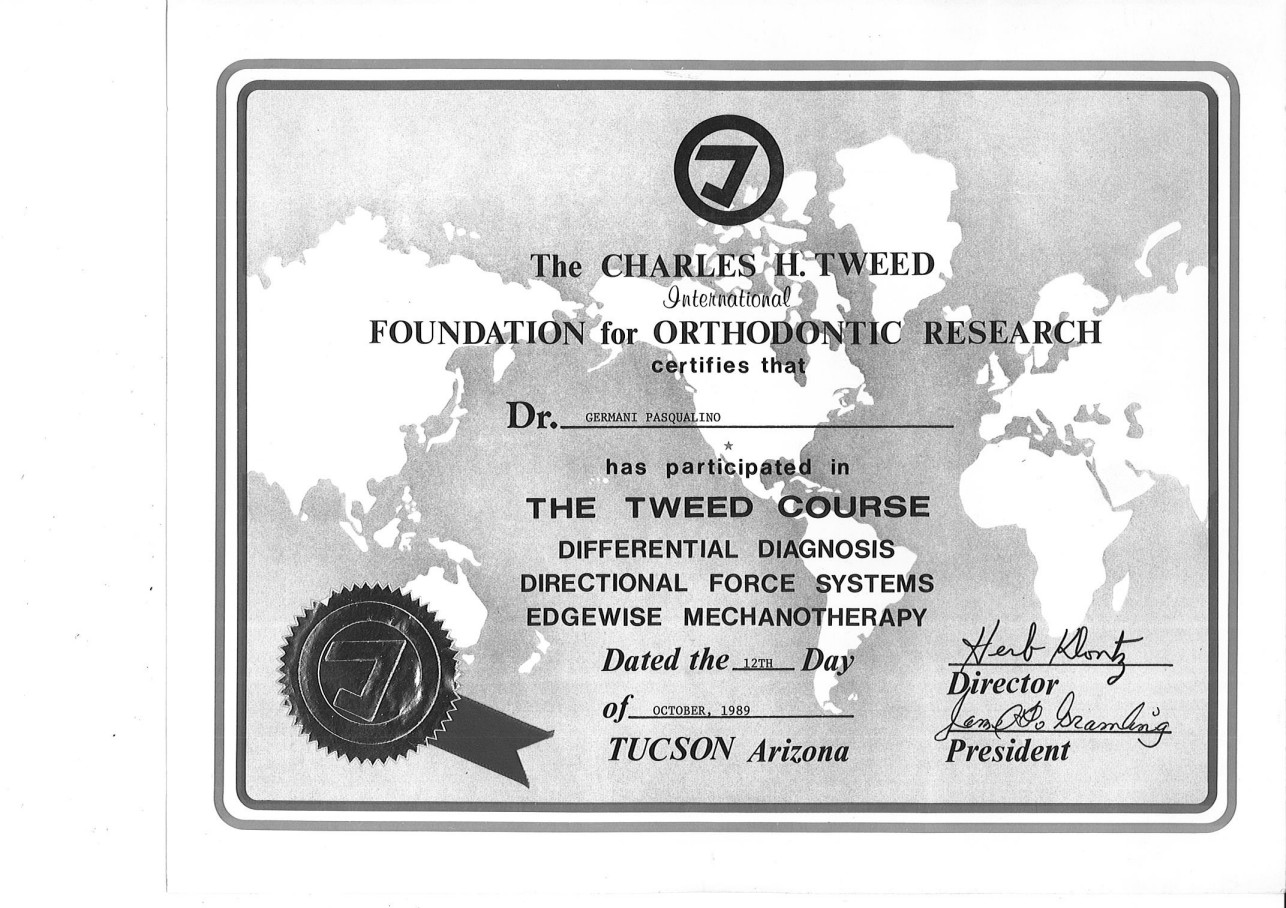 The CHARLES H. TWEED
International
FOUNDATION for ORTHODONTIC RESEARCH
certifies that
Dr. GERMANI PASQUALINO
has participated in
THE TWEED COURSE
DIFFERENTIAL DIAGNOSIS
DIRECTIONAL FORCE SYSTEMS
EDGEWISE MECHANOTHERAPY
Dated the 12TH Day
of OCTOBER, 1989
TUCSON Arizona
Herb Klontz
Director
Gramling
President